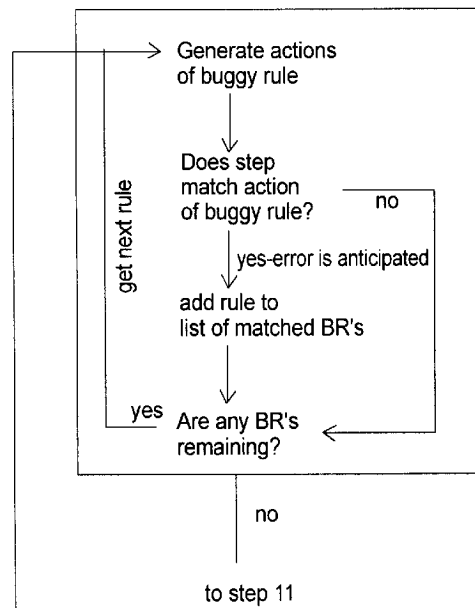 Generate actions
of buggy rule
Does step
match action
of buggy rule?
no
get next rule
yes-error is anticipated
add rule to
list of matched BR's
yes
Are any BR's
remaining?
no
to step 11